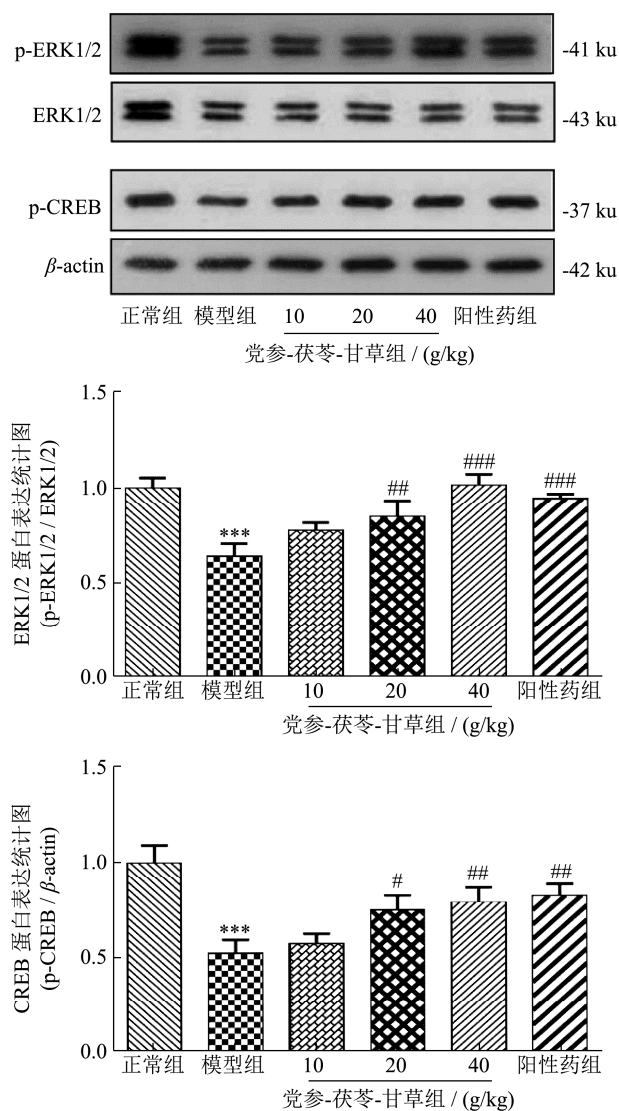 p-ERK1/2 -41 ku
ERK1/2 -43 ku
p-CREB -37 ku
β-actin -42 ku
正常组 模型组 10 20 40 阳性药组
党参-茯苓-甘草组 / (g/kg)
ERK1/2 蛋白表达统计图
(p-ERK1/2 / ERK1/2)
1.5
1.0
0.5
0.0
*** ## ### ###
正常组 模型组 10 20 40 阳性药组
党参-茯苓-甘草组 / (g/kg)
CREB 蛋白表达统计图
(p-CREB / β-actin)
1.5
1.0
0.5
0.0
*** # ## ##
正常组 模型组 10 20 40 阳性药组
党参-茯苓-甘草组 / (g/kg)